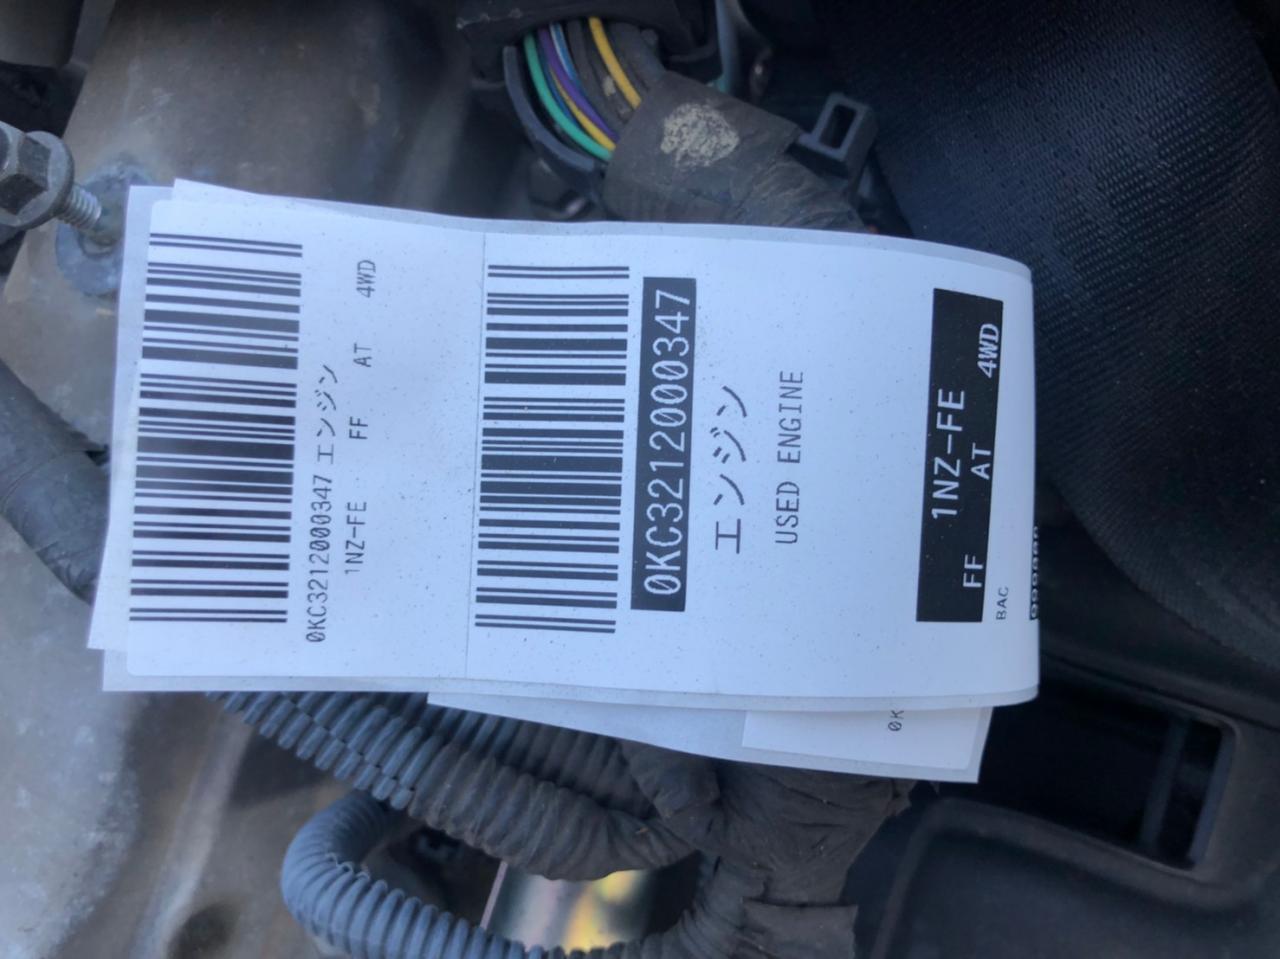 0KC3212000347 エンジン
1NZ-FE FF AT 4WD
0KC3212000347
エンジン
USED ENGINE
1NZ-FE
FF AT 4WD
BAC
0K